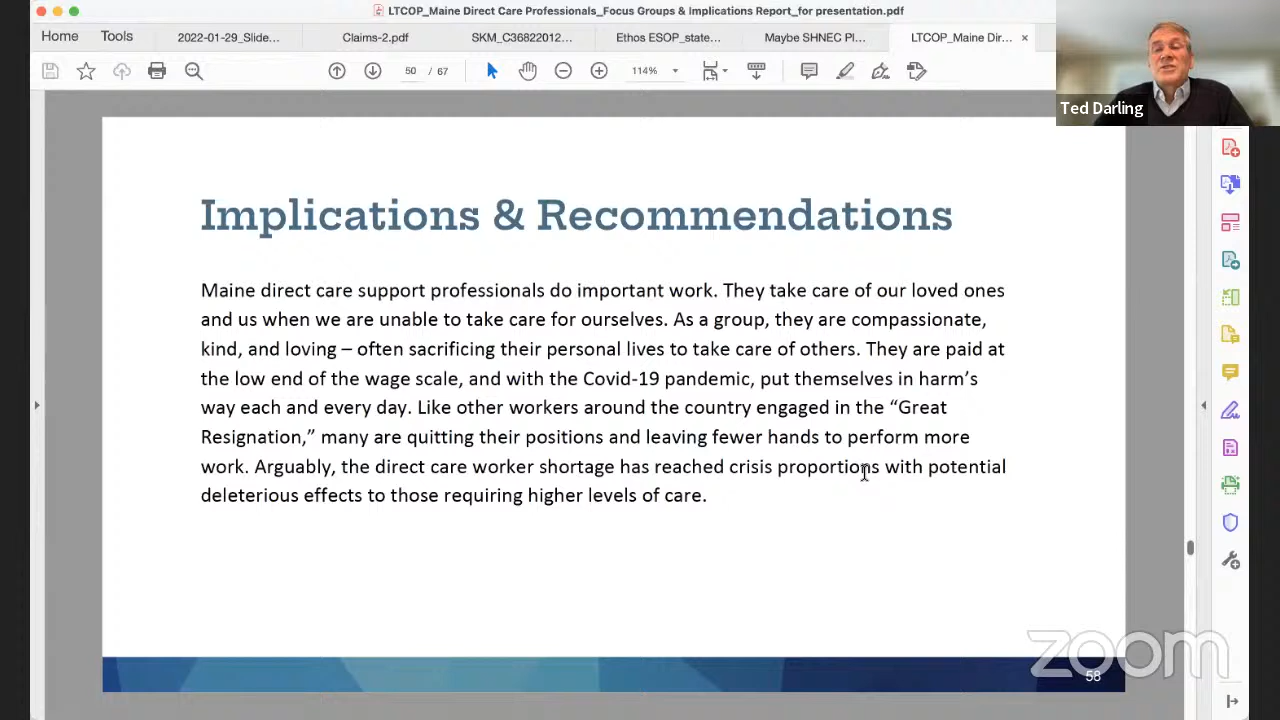 LTCOP_Maine Direct Care Professionals_Focus Groups & Implications Report_for presentation.pdf
Home Tools 2022-01-29_Slide... Claims-2.pdf SKM_C36822012... Ethos ESOP_state... Maybe SHNEC Pl... LTCOP_Maine Dir... ×
50 / 67 114%
Ted Darling
Implications & Recommendations
Maine direct care support professionals do important work. They take care of our loved ones
and us when we are unable to take care for ourselves. As a group, they are compassionate,
kind, and loving – often sacrificing their personal lives to take care of others. They are paid at
the low end of the wage scale, and with the Covid-19 pandemic, put themselves in harm’s
way each and every day. Like other workers around the country engaged in the “Great
Resignation,” many are quitting their positions and leaving fewer hands to perform more
work. Arguably, the direct care worker shortage has reached crisis proportions with potential
deleterious effects to those requiring higher levels of care.
zoom
58